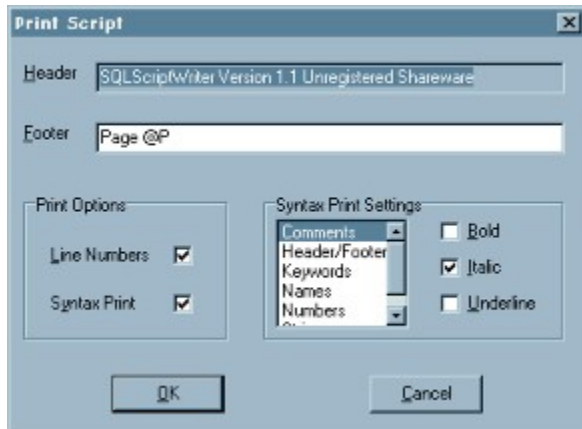 Print Script
Header SQLScriptWriter Version 1.1 Unregistered Shareware
Footer Page @P
Print Options
Line Numbers
Syntax Print
Syntax Print Settings
Comments
Header/Footer
Keywords
Names
Numbers
Bold
Italic
Underline
OK
Cancel